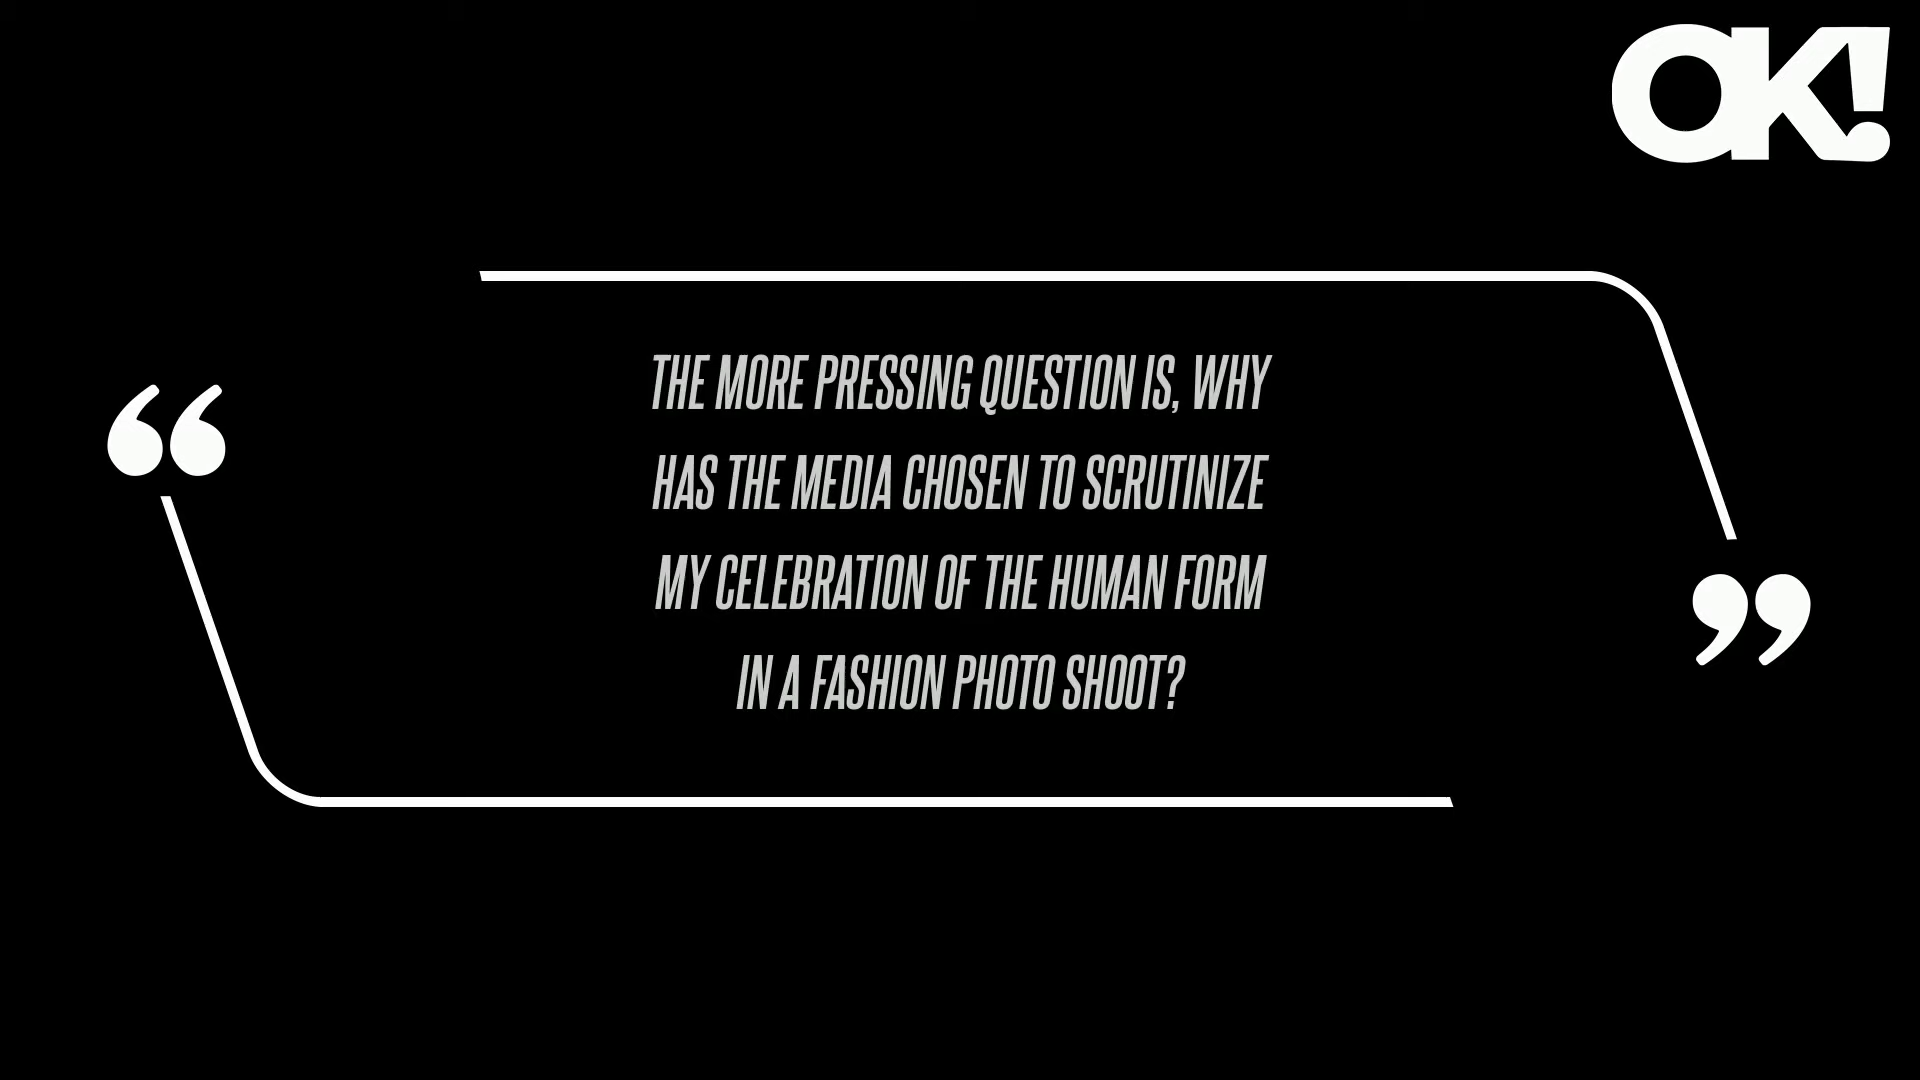 OK!
THE MORE PRESSING QUESTION IS, WHY
HAS THE MEDIA CHOSEN TO SCRUTINIZE
MY CELEBRATION OF THE HUMAN FORM
IN A FASHION PHOTO SHOOT?